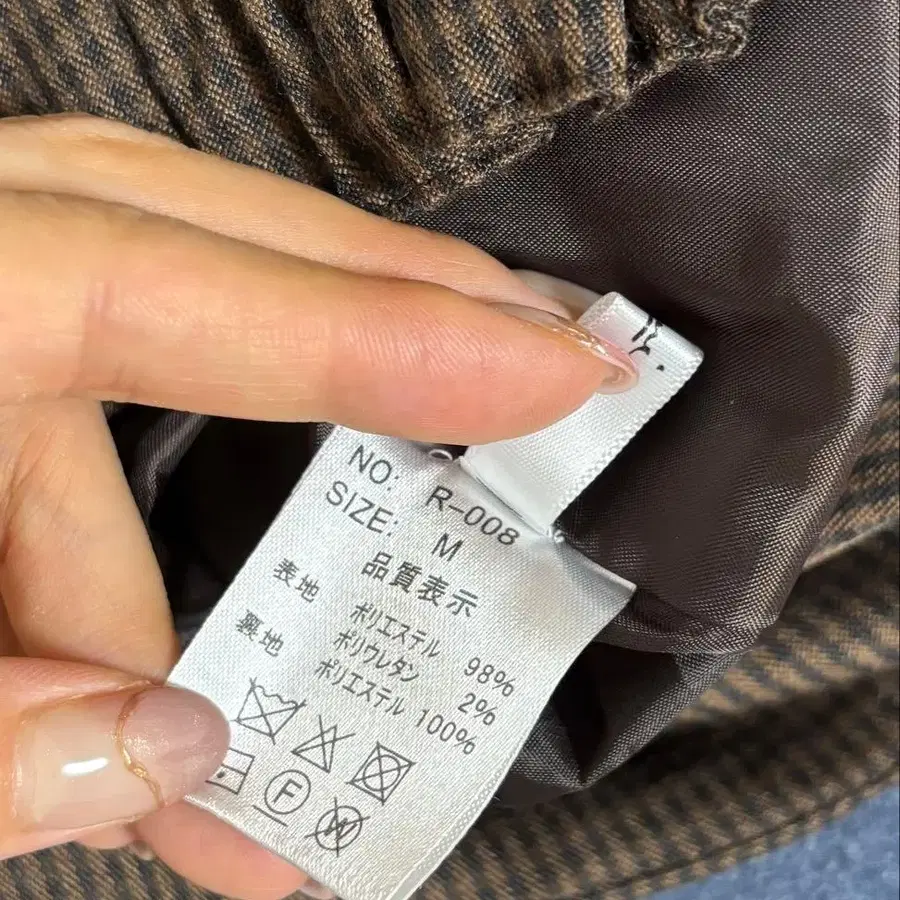 NO: R-008
SIZE: M
品質表示
表地 ポリエステル 98%
ポリウレタン 2%
裏地 ポリエステル 100%
F
W